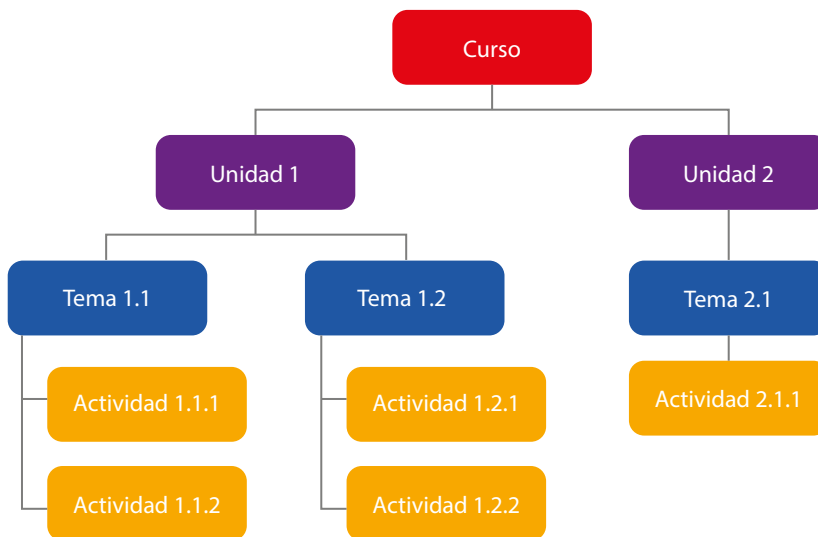 Curso
Unidad 1
Unidad 2
Tema 1.1
Tema 1.2
Tema 2.1
Actividad 1.1.1
Actividad 1.2.1
Actividad 2.1.1
Actividad 1.1.2
Actividad 1.2.2